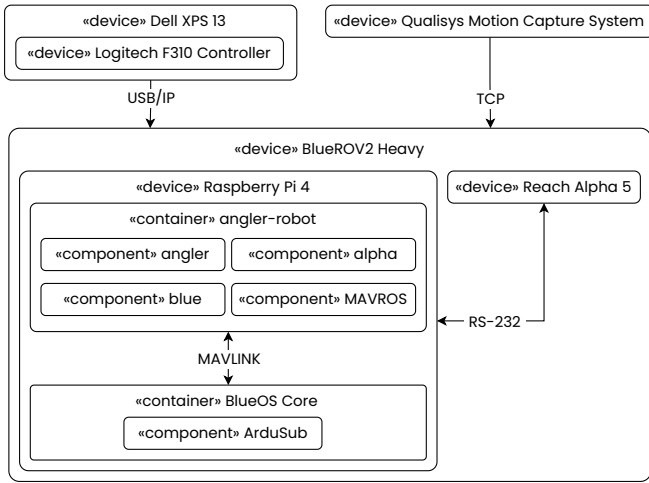 «device» Dell XPS 13
«device» Logitech F310 Controller
«device» Qualisys Motion Capture System
USB/IP
TCP
«device» BlueROV2 Heavy
«device» Raspberry Pi 4
«device» Reach Alpha 5
«container» angler-robot
«component» angler
«component» alpha
«component» blue
«component» MAVROS
RS-232
MAVLINK
«container» BlueOS Core
«component» ArduSub